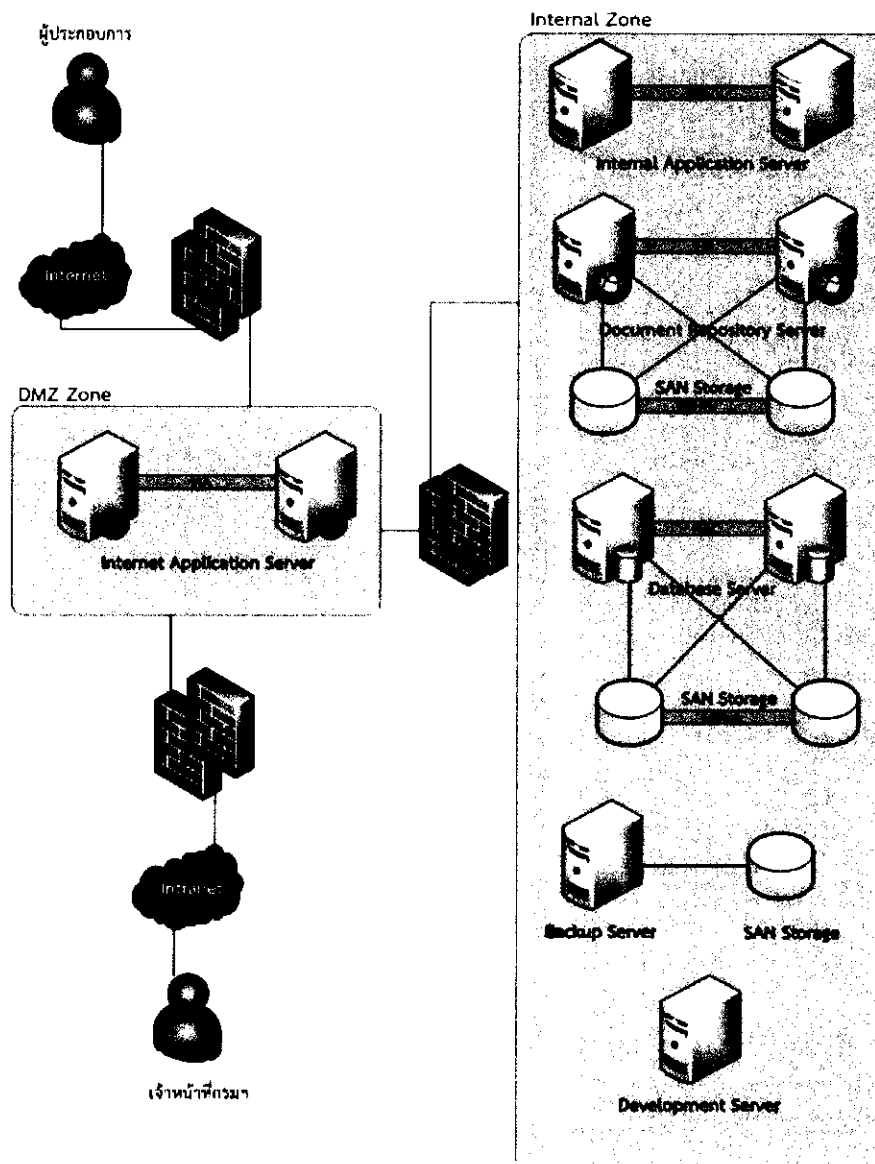 Internal Zone
ผู้ประกอบการ
Internal Application Server
Internet
Document Repository Server
SAN Storage
DMZ Zone
Internet Application Server
Database Server
SAN Storage
Intranet
Backup Server
SAN Storage
เจ้าหน้าที่กรมฯ
Development Server